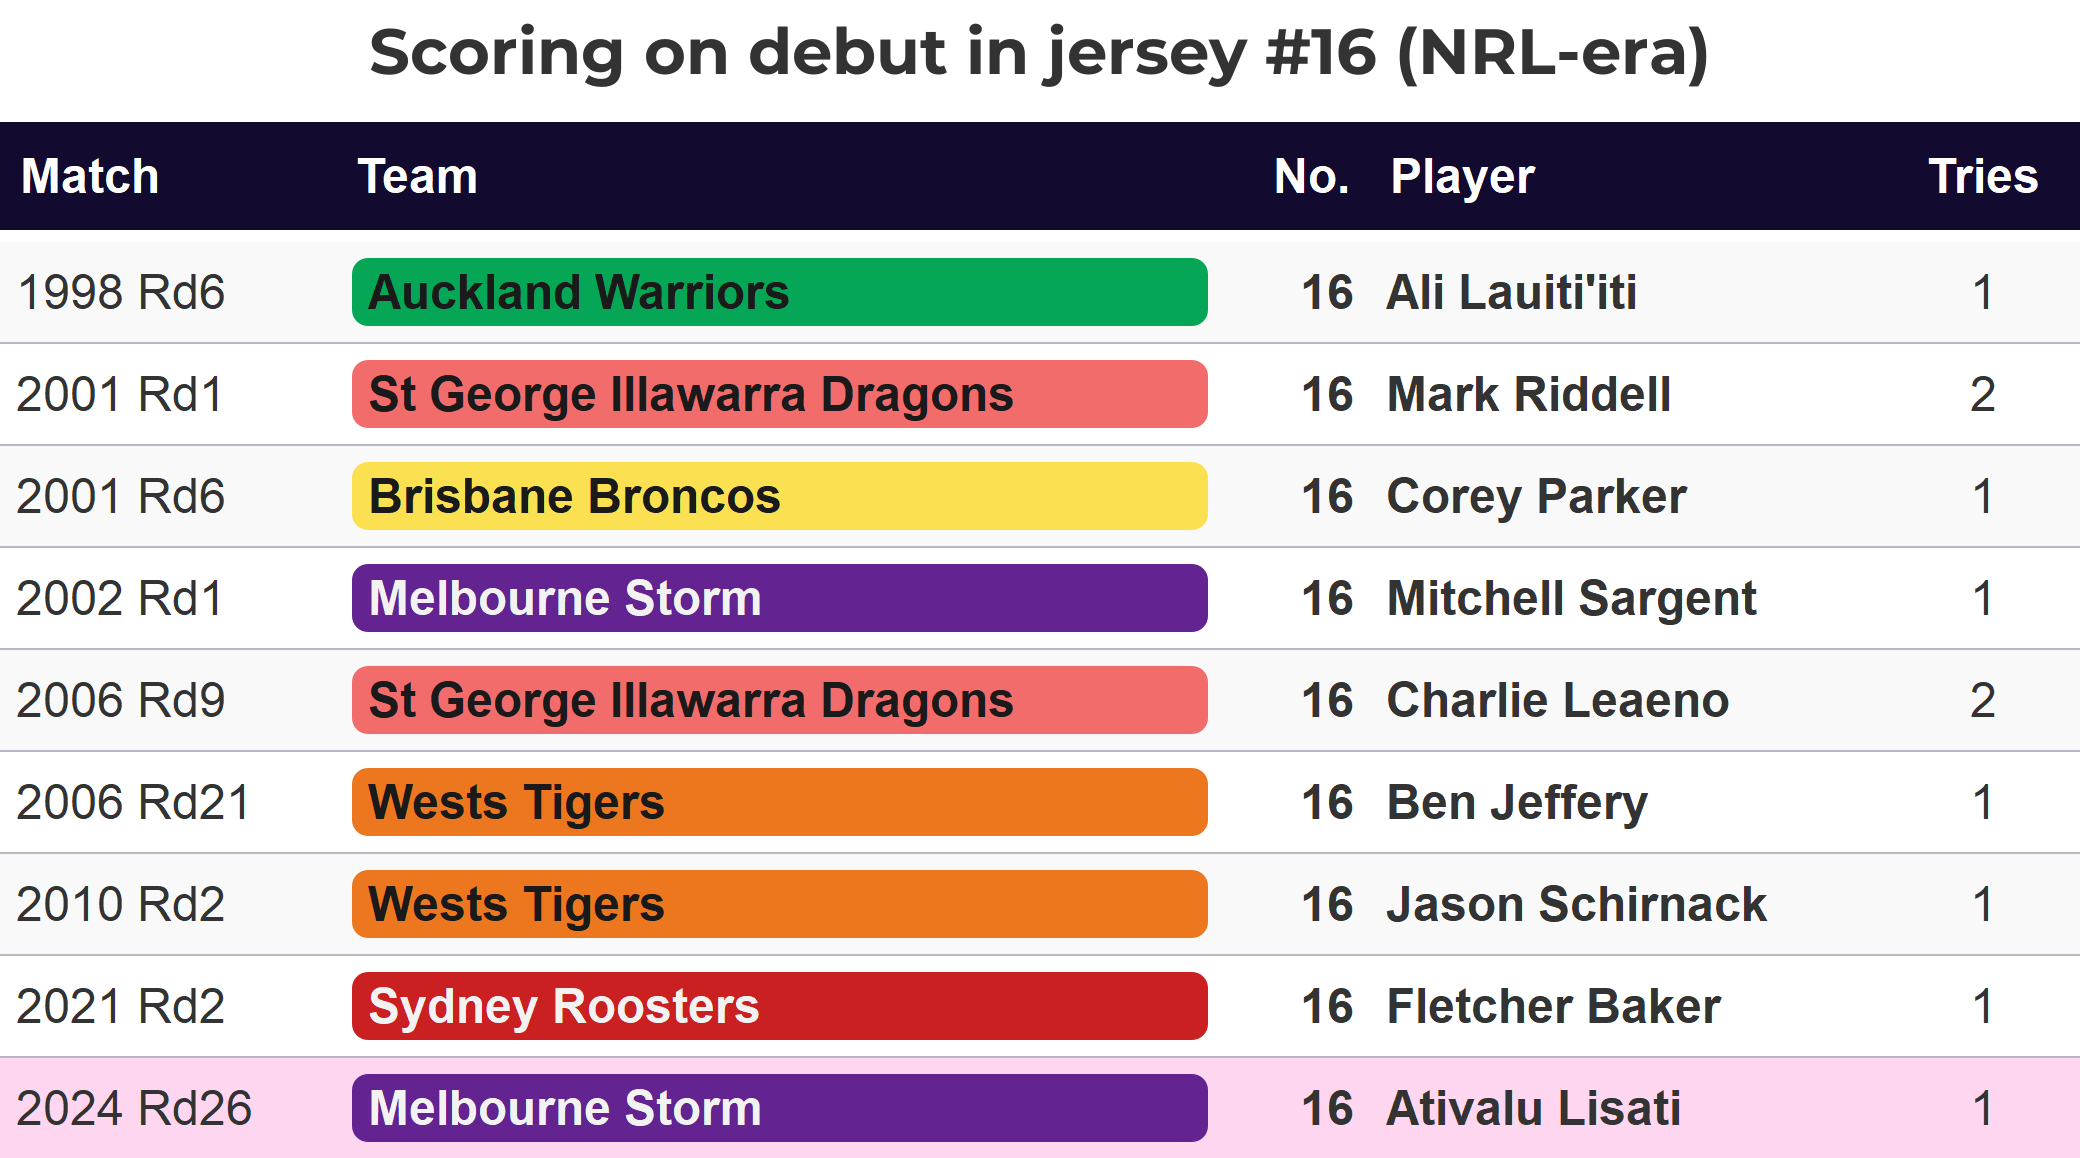 Scoring on debut in jersey #16 (NRL-era)
Match Team No. Player Tries
1998 Rd6 Auckland Warriors 16 Ali Lauiti'iti 1
2001 Rd1 St George Illawarra Dragons 16 Mark Riddell 2
2001 Rd6 Brisbane Broncos 16 Corey Parker 1
2002 Rd1 Melbourne Storm 16 Mitchell Sargent 1
2006 Rd9 St George Illawarra Dragons 16 Charlie Leaeno 2
2006 Rd21 Wests Tigers 16 Ben Jeffery 1
2010 Rd2 Wests Tigers 16 Jason Schirnack 1
2021 Rd2 Sydney Roosters 16 Fletcher Baker 1
2024 Rd26 Melbourne Storm 16 Ativalu Lisati 1